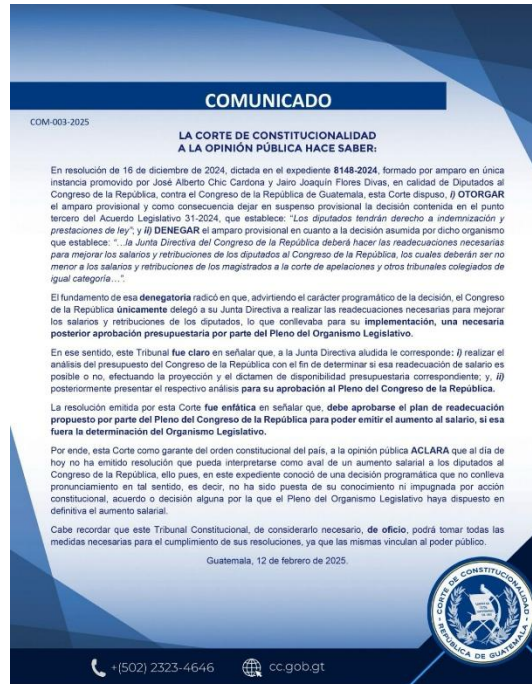 COMUNICADO
COM-003-2025
LA CORTE DE CONSTITUCIONALIDAD
A LA OPINIÓN PÚBLICA HACE SABER:
En resolución de 16 de diciembre de 2024, dictada en el expediente 8148-2024, formado por amparo en única
instancia promovido por José Alberto Chic Cardona y Jairo Joaquín Flores Divas, en calidad de Diputados al
Congreso de la República, contra el Congreso de la República de Guatemala, esta Corte dispuso, i) OTORGAR
el amparo provisional y como consecuencia dejar en suspenso provisional la decisión contenida en el punto
tercero del Acuerdo Legislativo 31-2024, que establece: “Los diputados tendrán derecho a indemnización y
prestaciones de ley”; y ii) DENEGAR el amparo provisional en cuanto a la decisión asumida por dicho organismo
que establece: “…la Junta Directiva del Congreso de la República deberá hacer las readecuaciones necesarias
para mejorar los salarios y retribuciones de los diputados al Congreso de la República, los cuales deberán ser no
menor a los salarios y retribuciones de los magistrados a la corte de apelaciones y otros tribunales colegiados de
igual categoría…”.
El fundamento de esa denegatoria radicó en que, advirtiendo el carácter programático de la decisión, el Congreso
de la República únicamente delegó a su Junta Directiva a realizar las readecuaciones necesarias para mejorar
los salarios y retribuciones de los diputados, lo que conllevaba para su implementación, una necesaria
posterior aprobación presupuestaria por parte del Pleno del Organismo Legislativo.
En ese sentido, este Tribunal fue claro en señalar que, a la Junta Directiva aludida le corresponde: i) realizar el
análisis del presupuesto del Congreso de la República con el fin de determinar si esa readecuación de salario es
posible o no, efectuando la proyección y el dictamen de disponibilidad presupuestaria correspondiente; y, ii)
posteriormente presentar el respectivo análisis para su aprobación al Pleno del Congreso de la República.
La resolución emitida por esta Corte fue enfática en señalar que, debe aprobarse el plan de readecuación
propuesto por parte del Pleno del Congreso de la República para poder emitir el aumento al salario, si esa
fuera la determinación del Organismo Legislativo.
Por ende, esta Corte como garante del orden constitucional del país, a la opinión pública ACLARA que al día de
hoy no ha emitido resolución que pueda interpretarse como aval de un aumento salarial a los diputados al
Congreso de la República, ello pues, en este expediente conoció de una decisión programática que no conlleva
pronunciamiento en tal sentido, es decir, no ha sido puesta de su conocimiento ni impugnada por acción
constitucional, acuerdo o decisión alguna por la que el Pleno del Organismo Legislativo haya dispuesto en
definitiva el aumento salarial.
Cabe recordar que este Tribunal Constitucional, de considerarlo necesario, de oficio, podrá tomar todas las
medidas necesarias para el cumplimiento de sus resoluciones, ya que las mismas vinculan al poder público.
Guatemala, 12 de febrero de 2025.
CORTE DE CONSTITUCIONALIDAD
REPÚBLICA DE GUATEMALA
+(502) 2323-4646
cc.gob.gt